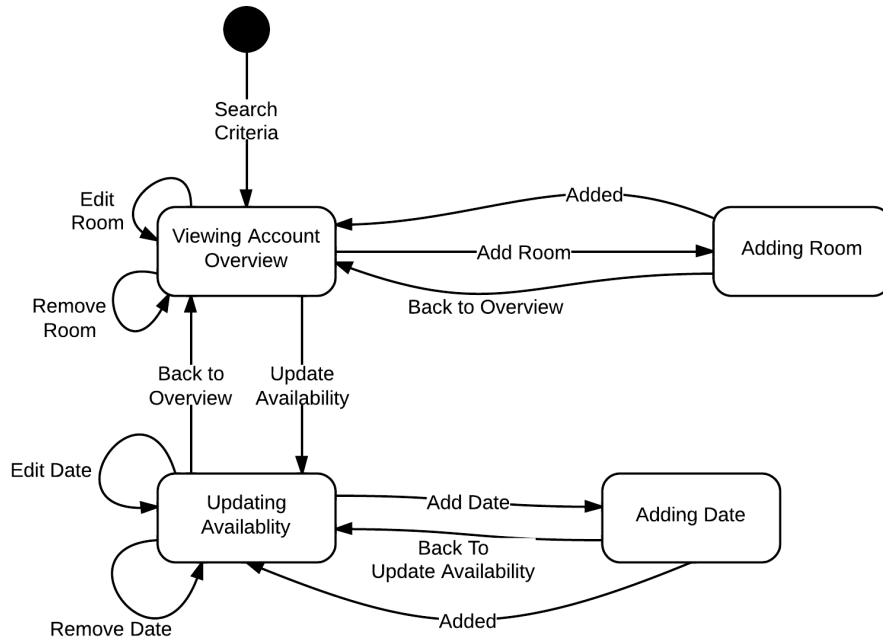 Search
Criteria
Edit
Room
Viewing Account
Overview
Added
Add Room
Adding Room
Remove
Room
Back to Overview
Back to
Overview
Update
Availability
Edit Date
Updating
Availablity
Add Date
Adding Date
Back To
Update Availability
Remove Date
Added